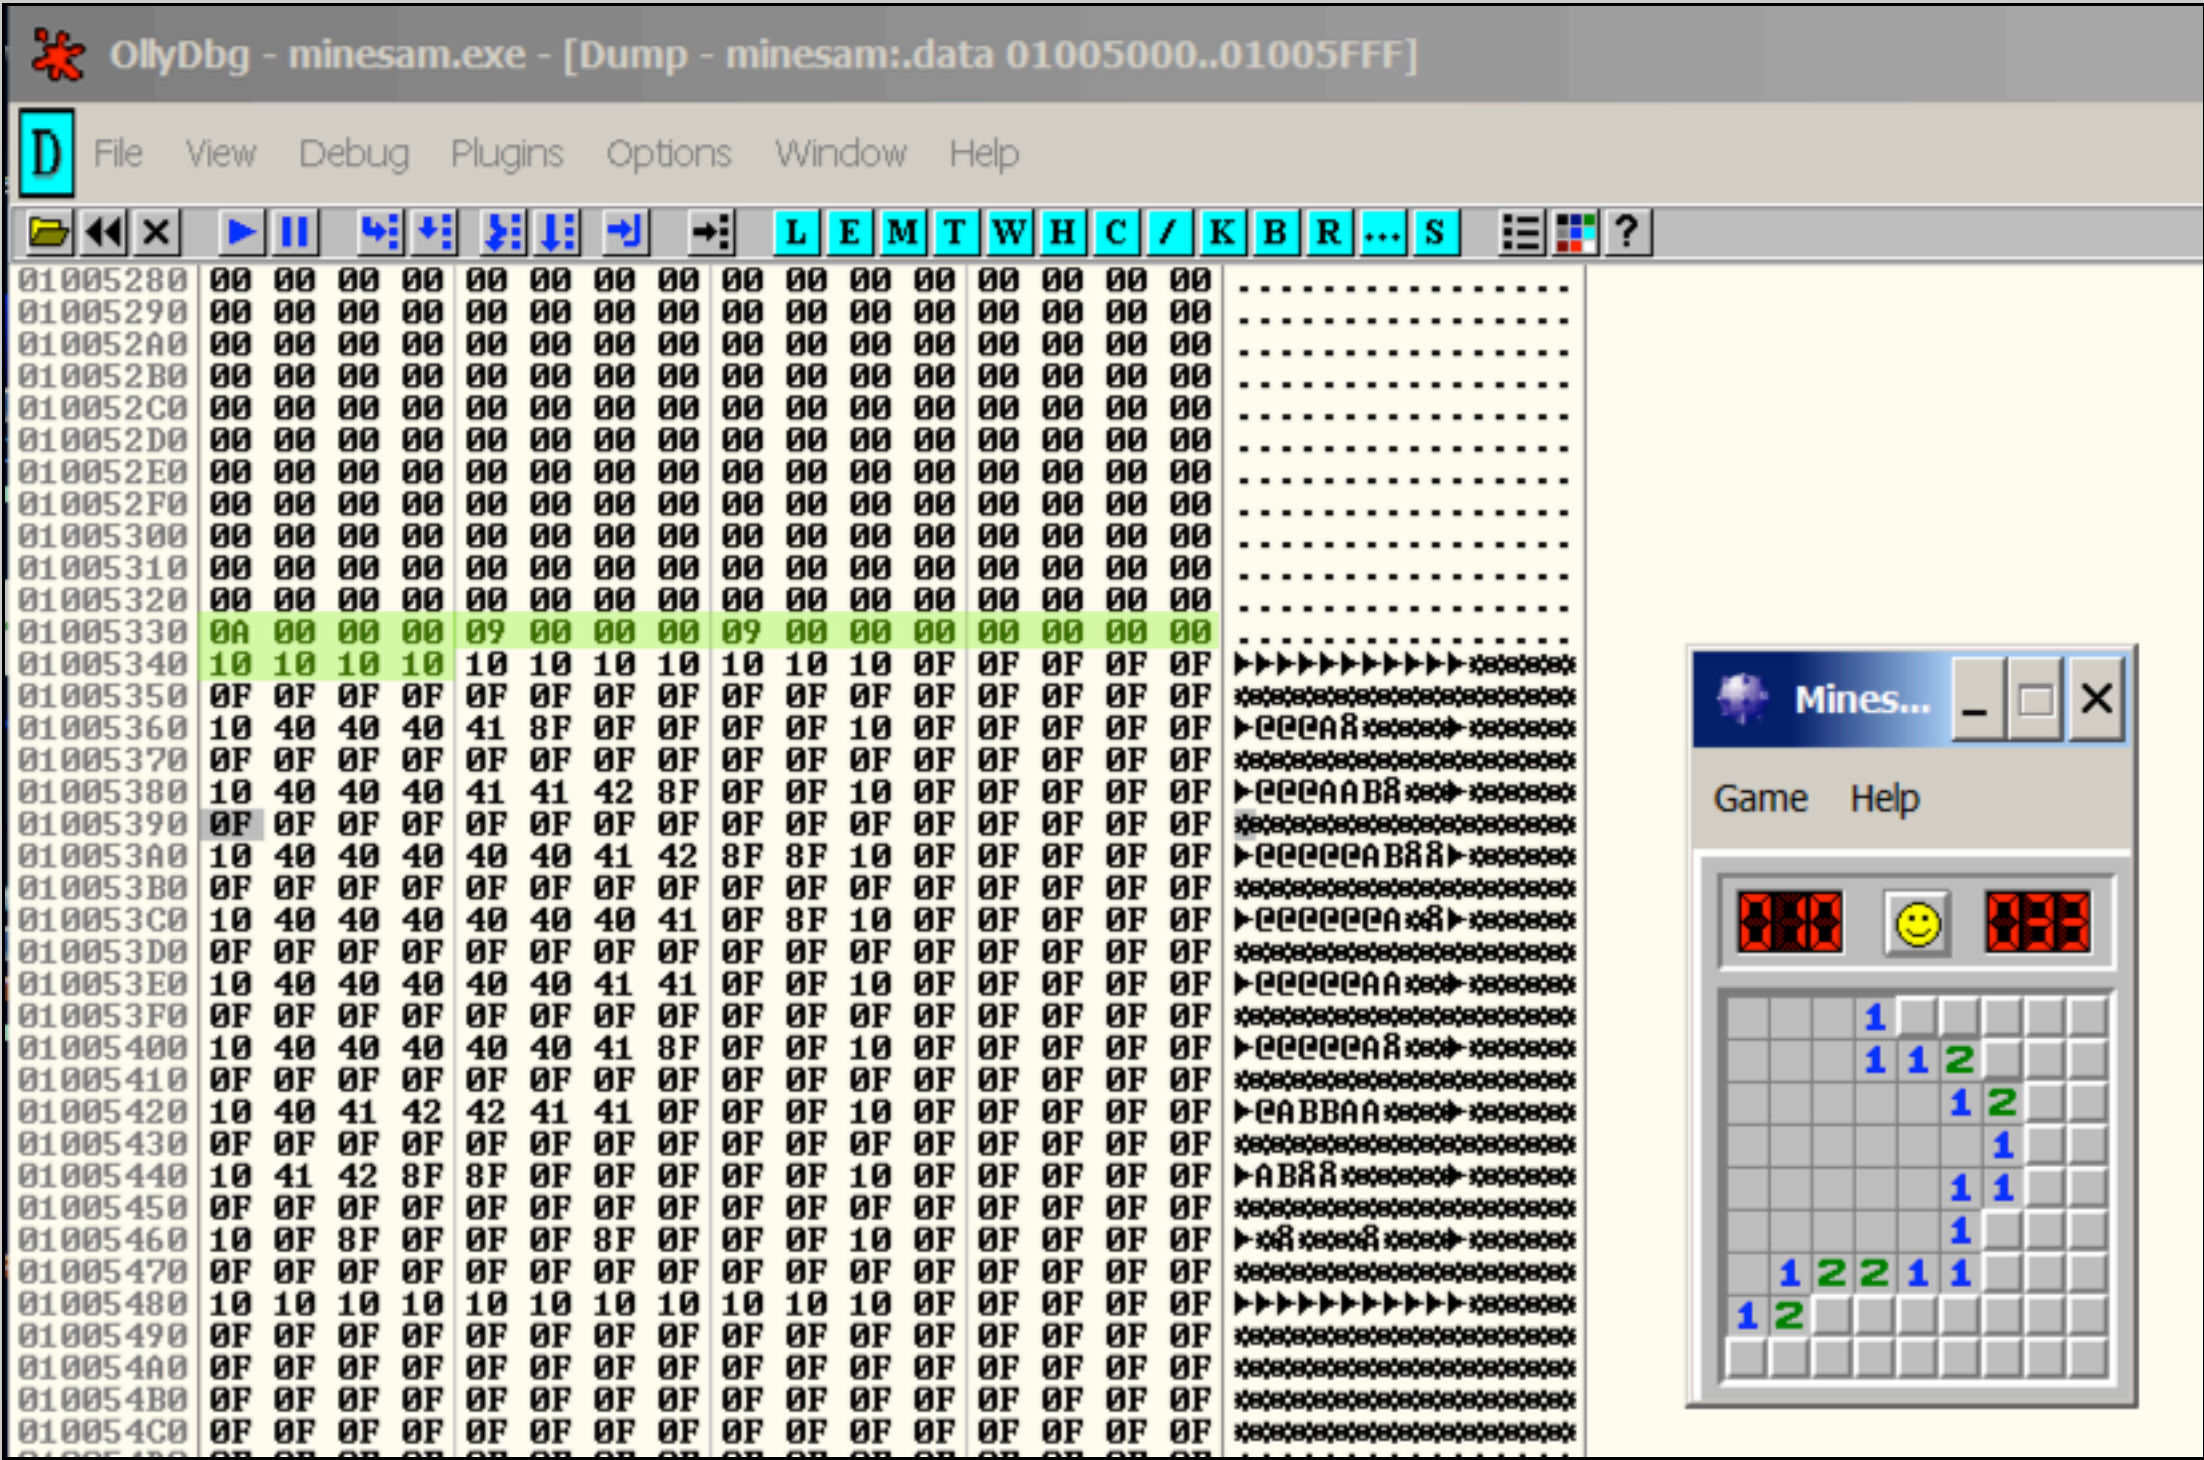 OllyDbg - minesam.exe - [Dump - minesam:.data 01005000..01005FFF]
D File View Debug Plugins Options Window Help
L E M T W H C / K B R ... S ?
01005280 00 00 00 00 00 00 00 00 00 00 00 00 00 00 00 00 ................
01005290 00 00 00 00 00 00 00 00 00 00 00 00 00 00 00 00 ................
010052A0 00 00 00 00 00 00 00 00 00 00 00 00 00 00 00 00 ................
010052B0 00 00 00 00 00 00 00 00 00 00 00 00 00 00 00 00 ................
010052C0 00 00 00 00 00 00 00 00 00 00 00 00 00 00 00 00 ................
010052D0 00 00 00 00 00 00 00 00 00 00 00 00 00 00 00 00 ................
010052E0 00 00 00 00 00 00 00 00 00 00 00 00 00 00 00 00 ................
010052F0 00 00 00 00 00 00 00 00 00 00 00 00 00 00 00 00 ................
01005300 00 00 00 00 00 00 00 00 00 00 00 00 00 00 00 00 ................
01005310 00 00 00 00 00 00 00 00 00 00 00 00 00 00 00 00 ................
01005320 00 00 00 00 00 00 00 00 00 00 00 00 00 00 00 00 ................
01005330 0A 00 00 00 09 00 00 00 09 00 00 00 00 00 00 00 ................
01005340 10 10 10 10 10 10 10 10 10 10 10 0F 0F 0F 0F 0F
01005350 0F 0F 0F 0F 0F 0F 0F 0F 0F 0F 0F 0F 0F 0F 0F 0F
01005360 10 40 40 40 41 8F 0F 0F 0F 0F 10 0F 0F 0F 0F 0F @@@A
01005370 0F 0F 0F 0F 0F 0F 0F 0F 0F 0F 0F 0F 0F 0F 0F 0F
01005380 10 40 40 40 41 41 42 8F 0F 0F 10 0F 0F 0F 0F 0F @@@AAB
01005390 0F 0F 0F 0F 0F 0F 0F 0F 0F 0F 0F 0F 0F 0F 0F 0F
010053A0 10 40 40 40 40 40 41 42 8F 8F 10 0F 0F 0F 0F 0F @@@@@AB
010053B0 0F 0F 0F 0F 0F 0F 0F 0F 0F 0F 0F 0F 0F 0F 0F 0F
010053C0 10 40 40 40 40 40 40 41 0F 8F 10 0F 0F 0F 0F 0F @@@@@@A
010053D0 0F 0F 0F 0F 0F 0F 0F 0F 0F 0F 0F 0F 0F 0F 0F 0F
010053E0 10 40 40 40 40 40 41 41 0F 0F 10 0F 0F 0F 0F 0F @@@@@AA
010053F0 0F 0F 0F 0F 0F 0F 0F 0F 0F 0F 0F 0F 0F 0F 0F 0F
01005400 10 40 40 40 40 40 41 8F 0F 0F 10 0F 0F 0F 0F 0F @@@@@A
01005410 0F 0F 0F 0F 0F 0F 0F 0F 0F 0F 0F 0F 0F 0F 0F 0F
01005420 10 40 41 42 42 41 41 0F 0F 0F 10 0F 0F 0F 0F 0F @ABBAA
01005430 0F 0F 0F 0F 0F 0F 0F 0F 0F 0F 0F 0F 0F 0F 0F 0F
01005440 10 41 42 8F 8F 0F 0F 0F 0F 0F 10 0F 0F 0F 0F 0F AB
01005450 0F 0F 0F 0F 0F 0F 0F 0F 0F 0F 0F 0F 0F 0F 0F 0F
01005460 10 0F 8F 0F 0F 0F 8F 0F 0F 0F 10 0F 0F 0F 0F 0F
01005470 0F 0F 0F 0F 0F 0F 0F 0F 0F 0F 0F 0F 0F 0F 0F 0F
01005480 10 10 10 10 10 10 10 10 10 10 10 0F 0F 0F 0F 0F
01005490 0F 0F 0F 0F 0F 0F 0F 0F 0F 0F 0F 0F 0F 0F 0F 0F
010054A0 0F 0F 0F 0F 0F 0F 0F 0F 0F 0F 0F 0F 0F 0F 0F 0F
010054B0 0F 0F 0F 0F 0F 0F 0F 0F 0F 0F 0F 0F 0F 0F 0F 0F
010054C0 0F 0F 0F 0F 0F 0F 0F 0F 0F 0F 0F 0F 0F 0F 0F 0F
Mines...
Game Help
1
1 1 2
1 2
1
1 1
1
1 2 2 1 1
1 2